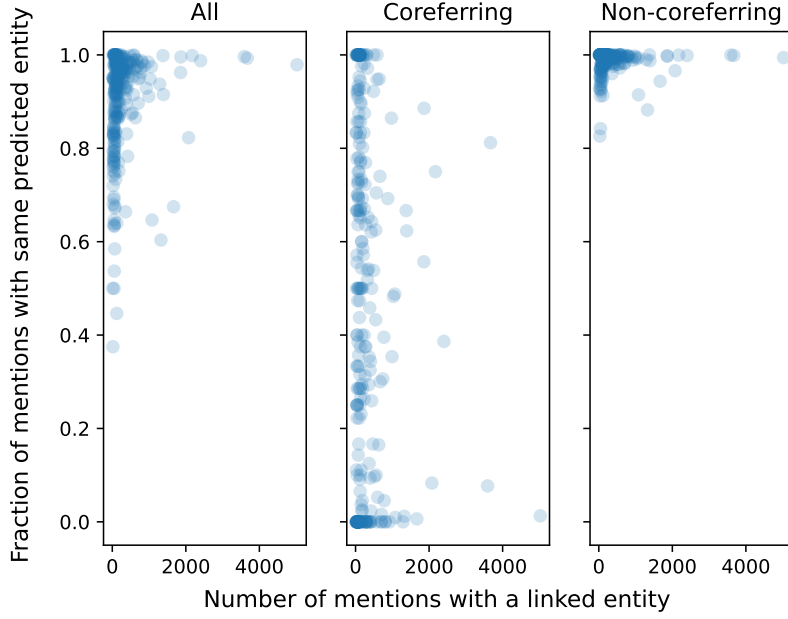 All
Coreferring
Non-coreferring
Fraction of mentions with same predicted entity
1.0
0.8
0.6
0.4
0.2
0.0
0 2000 4000
0 2000 4000
0 2000 4000
Number of mentions with a linked entity